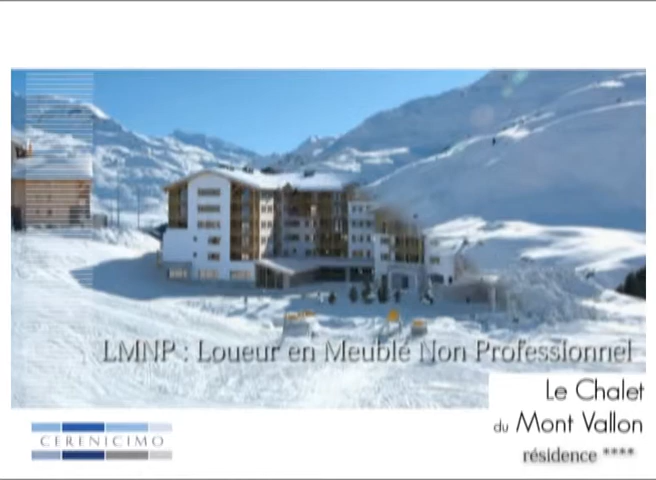 LMNP : Loueur en Meublé Non Professionnel
Le Chalet
du Mont Vallon
résidence ****
CERENICIMO